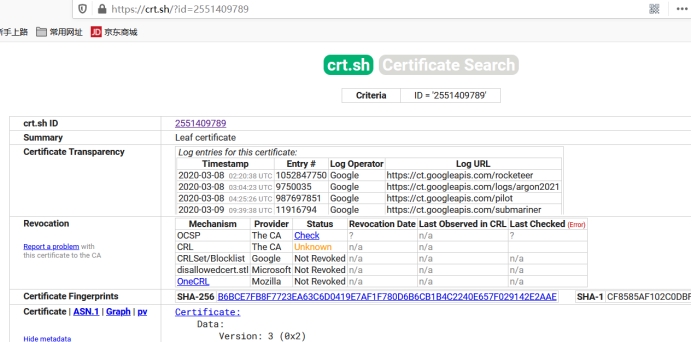 https://crt.sh/?id=2551409789
新手上路 常用网址 JD 京东商城
crt.sh Certificate Search
Criteria ID = '2551409789'
crt.sh ID 2551409789
Summary Leaf certificate
Certificate Transparency Log entries for this certificate:
Timestamp Entry # Log Operator Log URL
2020-03-08 02:20:38 UTC 1052847750 Google https://ct.googleapis.com/rocketeer
2020-03-08 03:04:23 UTC 9750035 Google https://ct.googleapis.com/logs/argon2021
2020-03-08 04:25:26 UTC 987697851 Google https://ct.googleapis.com/pilot
2020-03-09 09:39:38 UTC 11916794 Google https://ct.googleapis.com/submariner
Revocation Mechanism Provider Status Revocation Date Last Observed in CRL Last Checked (Error)
OCSP The CA Check ? n/a ?
Report a problem with CRL The CA Unknown n/a n/a
this certificate to the CA CRLSet/Blocklist Google Not Revoked n/a n/a n/a
disallowedcert.stl Microsoft Not Revoked n/a n/a n/a
OneCRL Mozilla Not Revoked n/a n/a n/a
Certificate Fingerprints SHA-256 B6BCE7FB8F7723EA63C6D0419E7AF1F780D6B6CB1B4C2240E657F029142E2AAE SHA-1 CF8585AF102C0DBF
Certificate | ASN.1 | Graph | pv Certificate:
Data:
Version: 3 (0x2)
Hide metadata